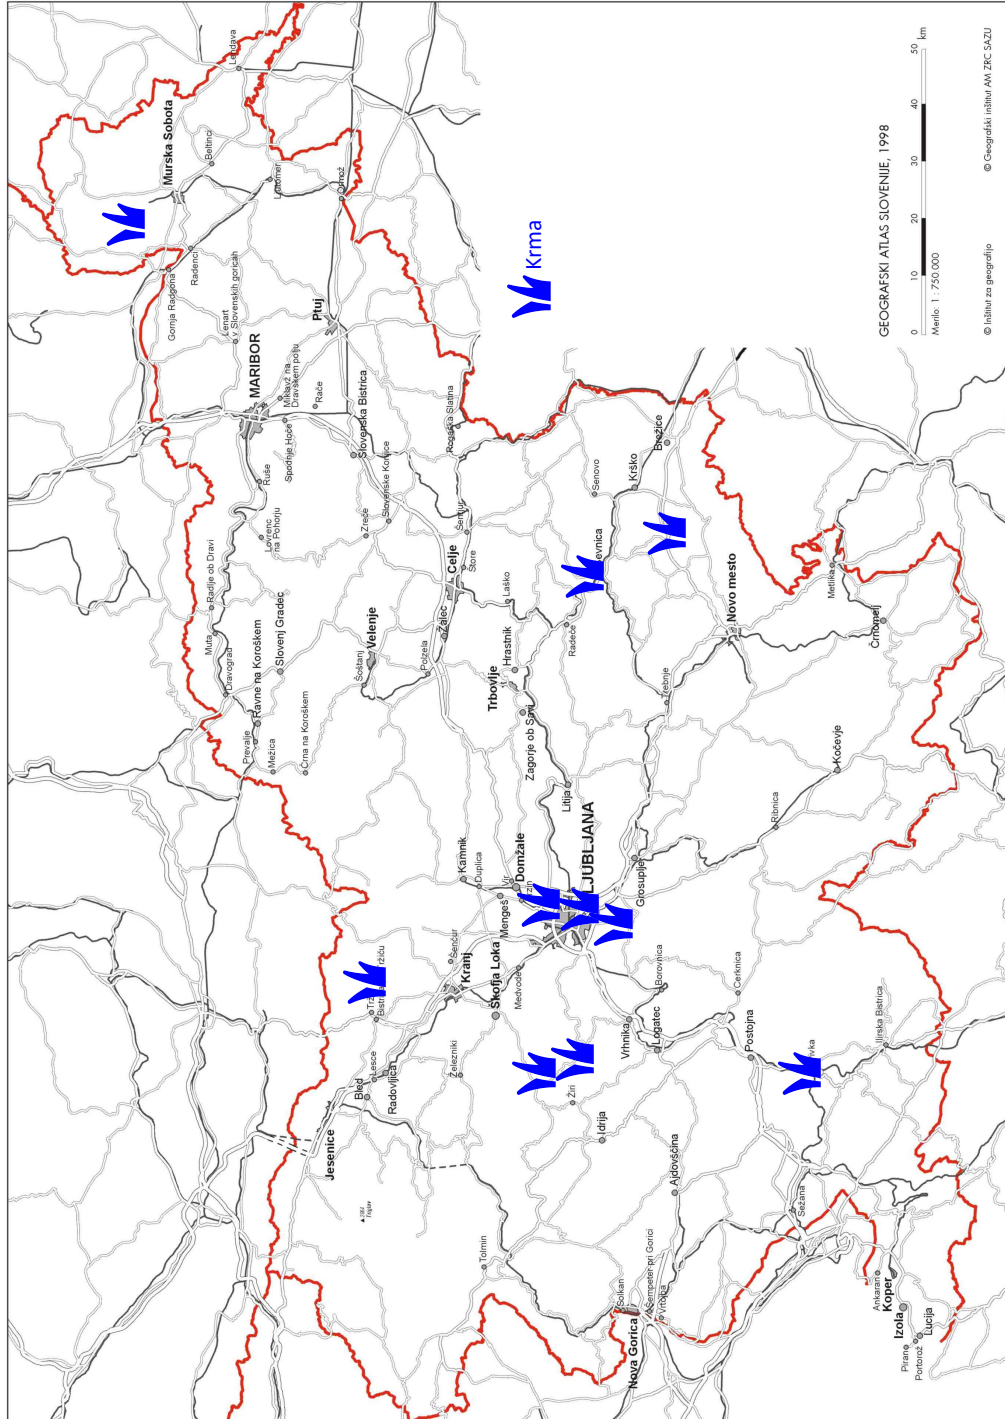 Jesenice
Bled
Lesce
Radovljica
Železniki
▲2864
Triglav
Tolmin
Solkan
Nova Gorica
Šempeter pri Gorici
Vrtojba
Ajdovščina
Idrija
Žiri
Sežana
Ankaran
Koper
Izola
Piran
Portorož
Lucija
Postojna
Ilirska Bistrica
Cerknica
Logatec
Vrhnika
Borovnica
Škofja Loka
Medvode
Kranj
Šenčur
Kamnik
Duplica
Mengeš
Vir
Domžale
LJUBLJANA
Grosuplje
Ribnica
Kočevje
Litija
Zagorje ob Savi
Trbovlje
Hrastnik
Radeče
Laško
Trebnje
Novo mesto
Črnomelj
Metlika
Senovo
Krško
Brežice
Prevalje
Mežica
Črna na Koroškem
Ravne na Koroškem
Dravograd
Muta
Radlje ob Dravi
Slovenj Gradec
Šoštanj
Velenje
Polzela
Žalec
Celje
Štore
Šentjur
Rogaška Slatina
Zreče
Slovenske Konjice
Slovenska Bistrica
Lovrenc
na Pohorju
Ruše
Spodnje Hoče
Rače
MARIBOR
Miklavž na
Dravskem polju
Ptuj
Lenart
v Slovenskih goricah
Gornja Radgona
Radenci
Murska Sobota
Beltinci
Lendava
Ljutomer
Ormož
Krma
GEOGRAFSKI ATLAS SLOVENIJE, 1998
0 10 20 30 40 50 km
Merilo: 1 : 750.000
© Inštitut za geografijo © Geografski inštitut AM ZRC SAZU